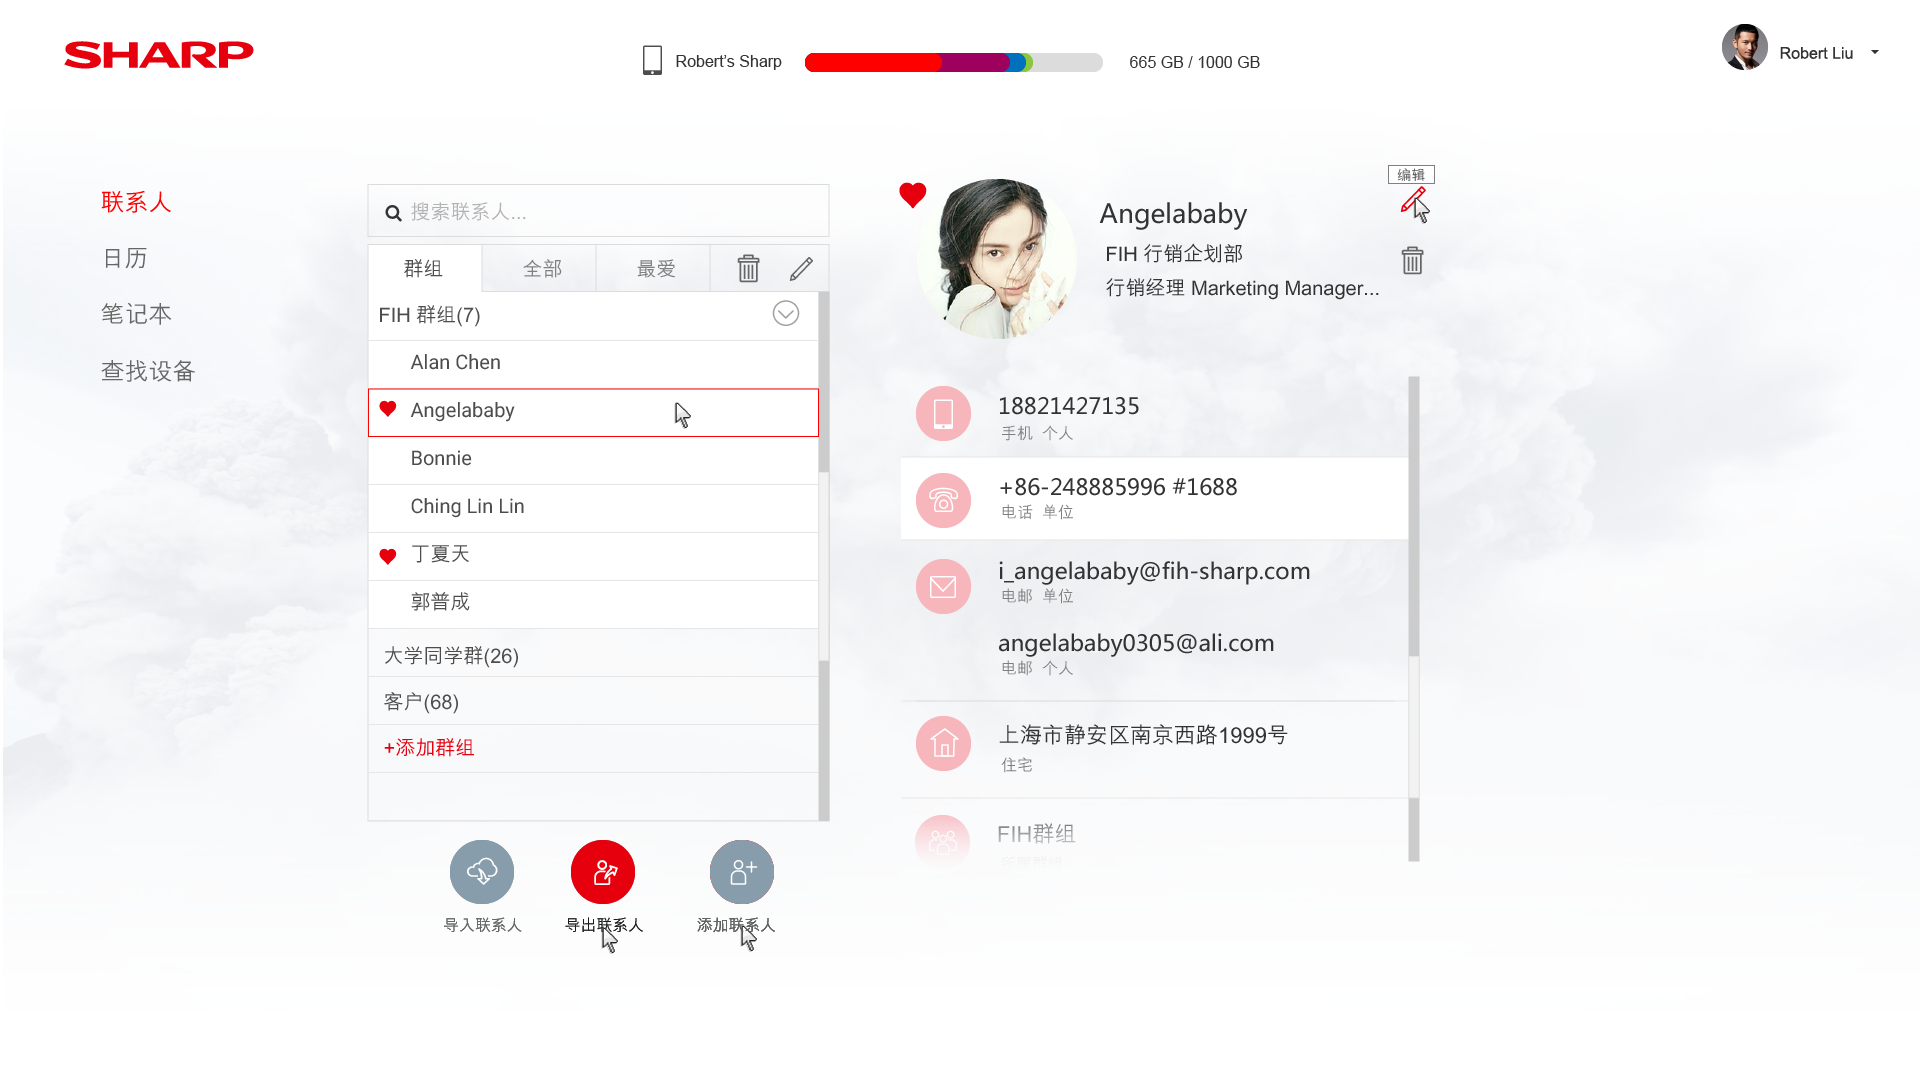 SHARP
Robert's Sharp
665 GB / 1000 GB
Robert Liu
联系人
日历
笔记本
查找设备
搜索联系人...
群组
全部
最爱
FIH 群组(7)
Alan Chen
Angelababy
Bonnie
Ching Lin Lin
丁夏天
郭普成
大学同学群(26)
客户(68)
+添加群组
导入联系人
导出联系人
添加联系人
编辑
Angelababy
FIH 行销企划部
行销经理 Marketing Manager...
18821427135
手机 个人
+86-248885996 #1688
电话 单位
i_angelababy@fih-sharp.com
电邮 单位
angelababy0305@ali.com
电邮 个人
上海市静安区南京西路1999号
住宅
FIH群组